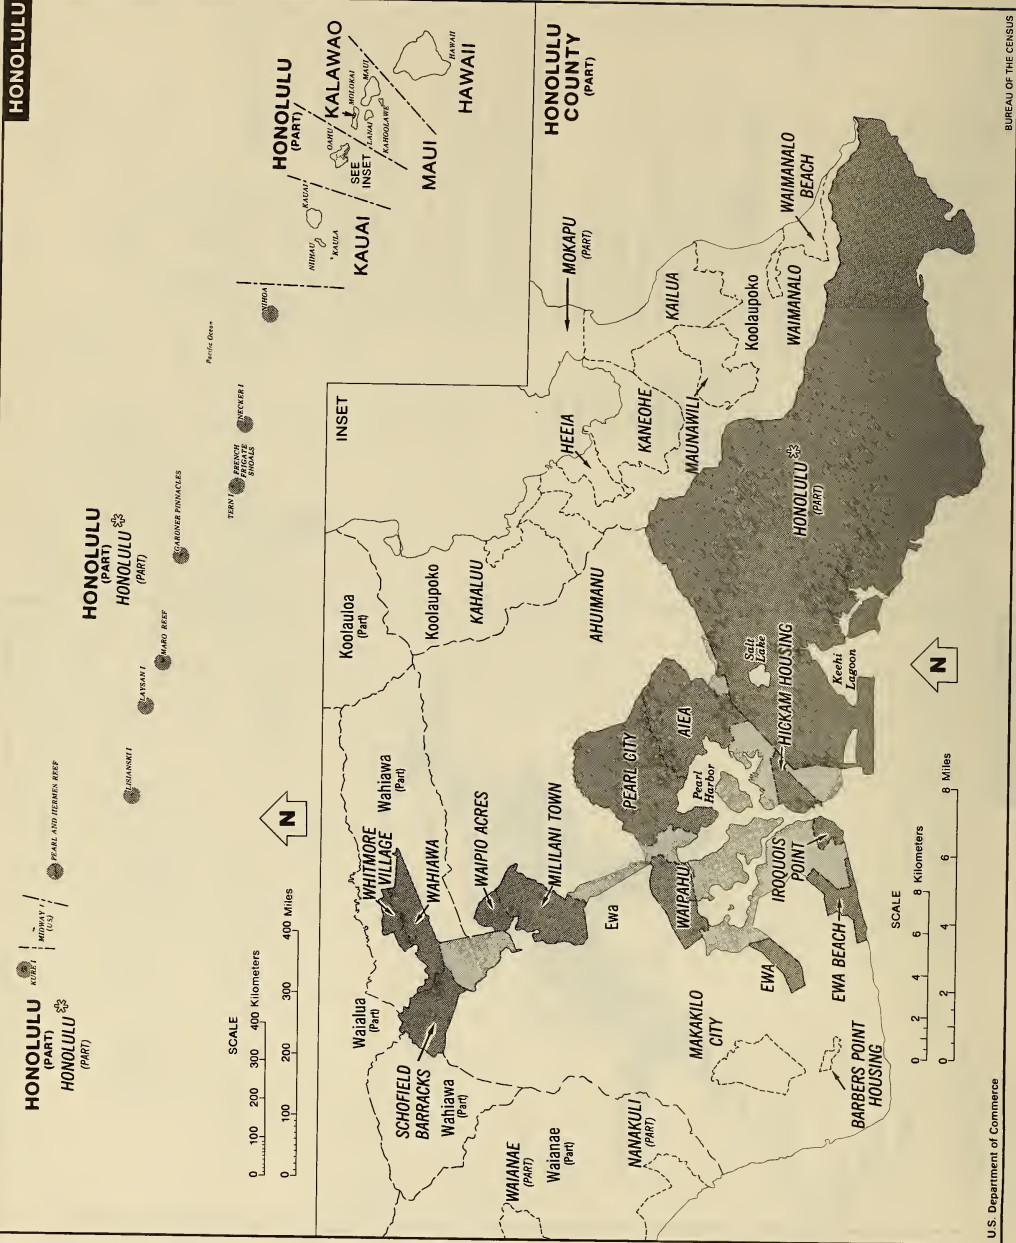 HONOLULU
HONOLULU
(PART)
HONOLULU
(PART)
KURE I
MIDWAY I
(US)
PEARL AND HERMES REEF
LISIANSKI I
LAYSAN I
MARO REEF
HONOLULU
(PART)
HONOLULU
(PART)
GARDNER PINNACLES
TERN I
FRENCH
FRIGATE
SHOALS
NECKER I
Pacific Ocean
NIHOA
KAUAI
NIIHAU
KAUAI
KAULA
HONOLULU
(PART)
OAHU
SEE
INSET
KALAWAO
MOLOKAI
LANAI
MAUI
KAHOOLAWE
MAUI
HAWAII
HAWAII
SCALE
0 100 200 300 400 Kilometers
0 100 200 300 400 Miles
N
INSET
HONOLULU
COUNTY
(PART)
Koolauloa
(Part)
Waialua
(Part)
Wahiawa
(Part)
WHITMORE
VILLAGE
WAHIAWA
SCHOFIELD
BARRACKS
Wahiawa
(Part)
WAIANAE
(PART)
Waianae
(Part)
NANAKULI
(PART)
WAIPIO ACRES
MILILANI TOWN
Ewa
Koolaupoko
KAHALUU
AHUIMANU
HEEIA
KANEOHE
MOKAPU
(PART)
KAILUA
MAUNAWILI
Koolaupoko
WAIMANALO
WAIMANALO
BEACH
PEARL CITY
AIEA
Pearl
Harbor
WAIPAHU
Salt
Lake
HICKAM HOUSING
Keehi
Lagoon
HONOLULU
(PART)
MAKAKILO
CITY
EWA
IROQUOIS
POINT
EWA BEACH
BARBERS POINT
HOUSING
N
SCALE
0 2 4 6 8 Kilometers
0 2 4 6 8 Miles
U.S. Department of Commerce
BUREAU OF THE CENSUS